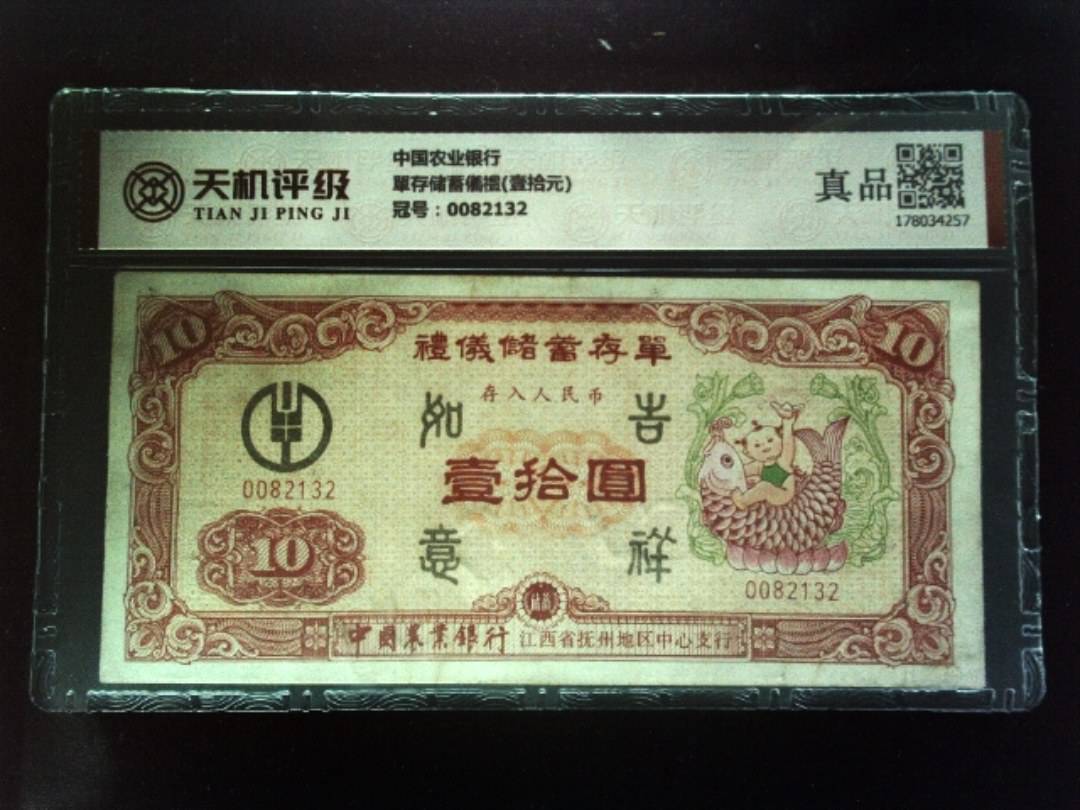 天机评级
TIAN JI PING JI
中国农业银行
單存储蓄儀禮(壹拾元)
冠号：0082132
真品
178034257
10
10
禮儀儲蓄存單
存入人民币
如
吉
壹拾圓
0082132
10
意
祥
0082132
中國農業銀行 江西省抚州地区中心支行